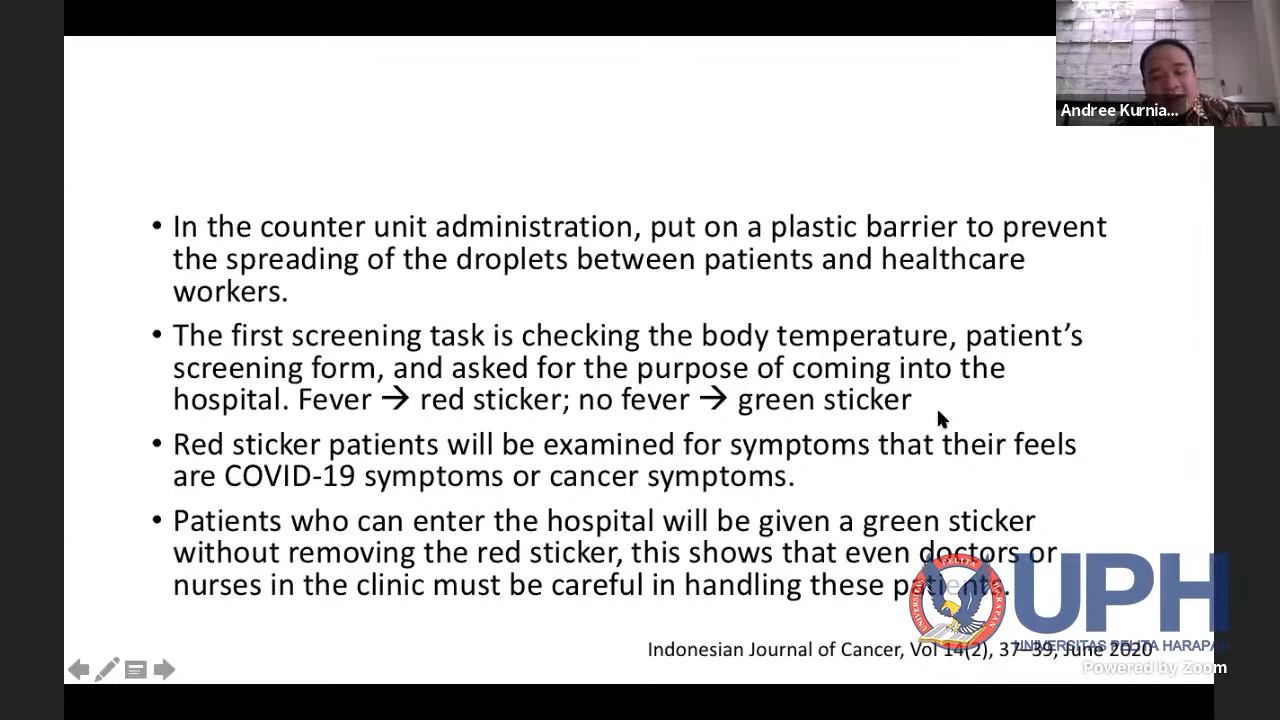 Andree Kurnia...
• In the counter unit administration, put on a plastic barrier to prevent
the spreading of the droplets between patients and healthcare
workers.
• The first screening task is checking the body temperature, patient’s
screening form, and asked for the purpose of coming into the
hospital. Fever → red sticker; no fever → green sticker
• Red sticker patients will be examined for symptoms that their feels
are COVID-19 symptoms or cancer symptoms.
• Patients who can enter the hospital will be given a green sticker
without removing the red sticker, this shows that even doctors or
nurses in the clinic must be careful in handling these patients.
UNIVERSITAS PELITA HARAPAN
UPH
UNIVERSITAS PELITA HARAPAN
Indonesian Journal of Cancer, Vol 14(2), 37–39, June 2020
Powered by Zoom